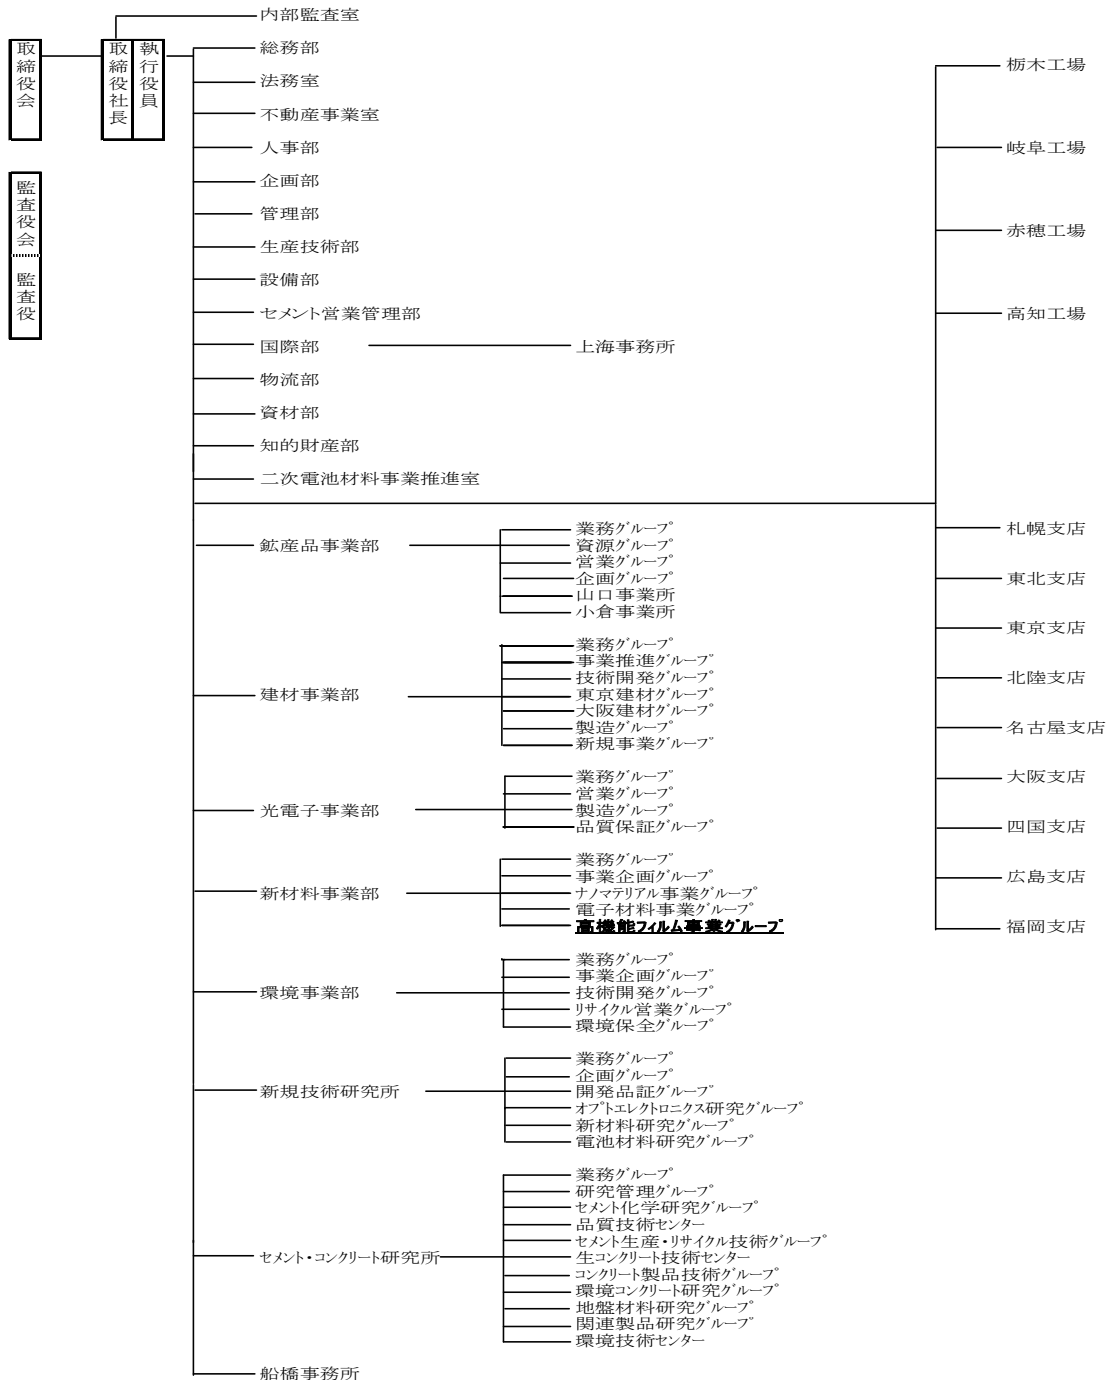 内部監査室
取締役会
取締役社長
執行役員
監査役会
監査役
総務部
法務室
不動産事業室
人事部
企画部
管理部
生産技術部
設備部
セメント営業管理部
国際部
上海事務所
物流部
資材部
知的財産部
二次電池材料事業推進室
鉱産品事業部
業務グループ
資源グループ
営業グループ
企画グループ
山口事業所
小倉事業所
建材事業部
業務グループ
事業推進グループ
技術開発グループ
東京建材グループ
大阪建材グループ
製造グループ
新規事業グループ
光電子事業部
業務グループ
営業グループ
製造グループ
品質保証グループ
新材料事業部
業務グループ
事業企画グループ
ナノマテリアル事業グループ
電子材料事業グループ
高機能フィルム事業グループ
環境事業部
業務グループ
事業企画グループ
技術開発グループ
リサイクル営業グループ
環境保全グループ
新規技術研究所
業務グループ
企画グループ
開発品証グループ
オプトエレクトロニクス研究グループ
新材料研究グループ
電池材料研究グループ
セメント・コンクリート研究所
業務グループ
研究管理グループ
セメント化学研究グループ
品質技術センター
セメント生産・リサイクル技術グループ
生コンクリート技術センター
コンクリート製品技術グループ
環境コンクリート研究グループ
地盤材料研究グループ
関連製品研究グループ
環境技術センター
船橋事務所
栃木工場
岐阜工場
赤穂工場
高知工場
札幌支店
東北支店
東京支店
北陸支店
名古屋支店
大阪支店
四国支店
広島支店
福岡支店